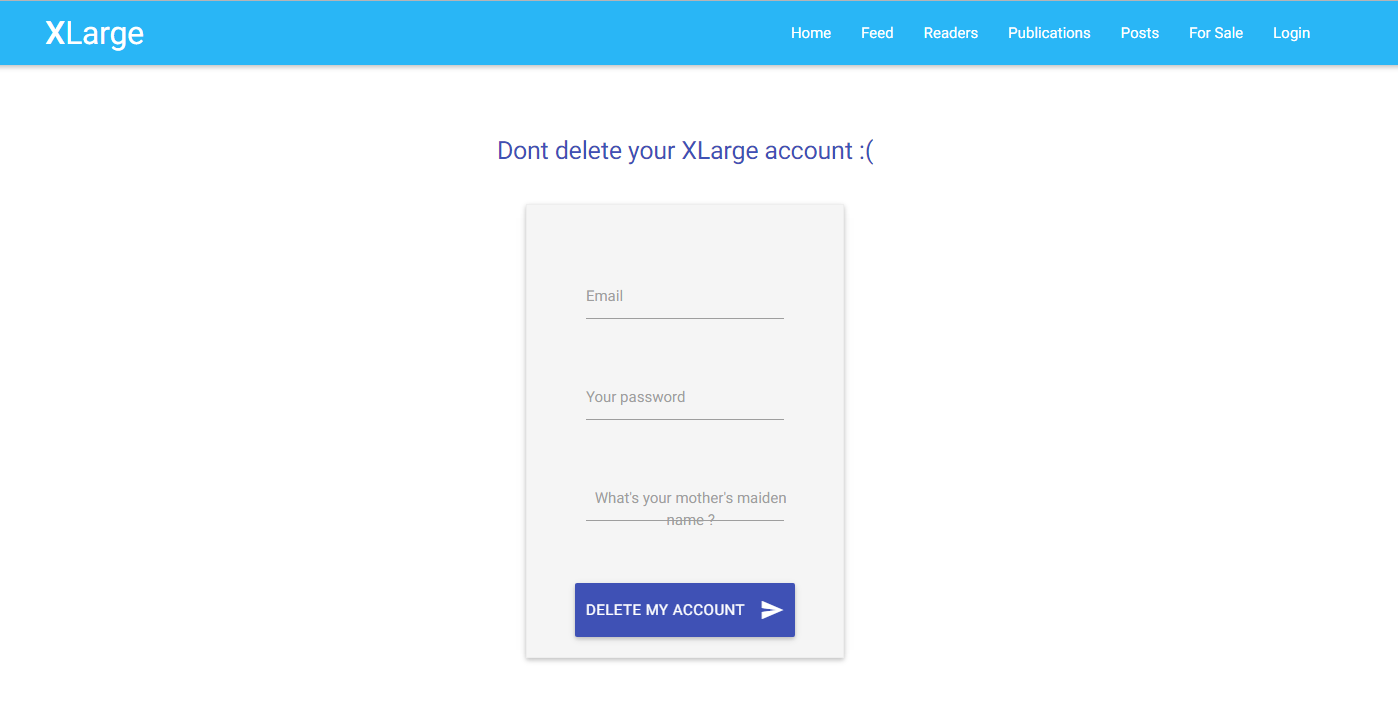 XLarge
Home Feed Readers Publications Posts For Sale Login
Dont delete your XLarge account :(
Email
Your password
What's your mother's maiden
name ?
DELETE MY ACCOUNT